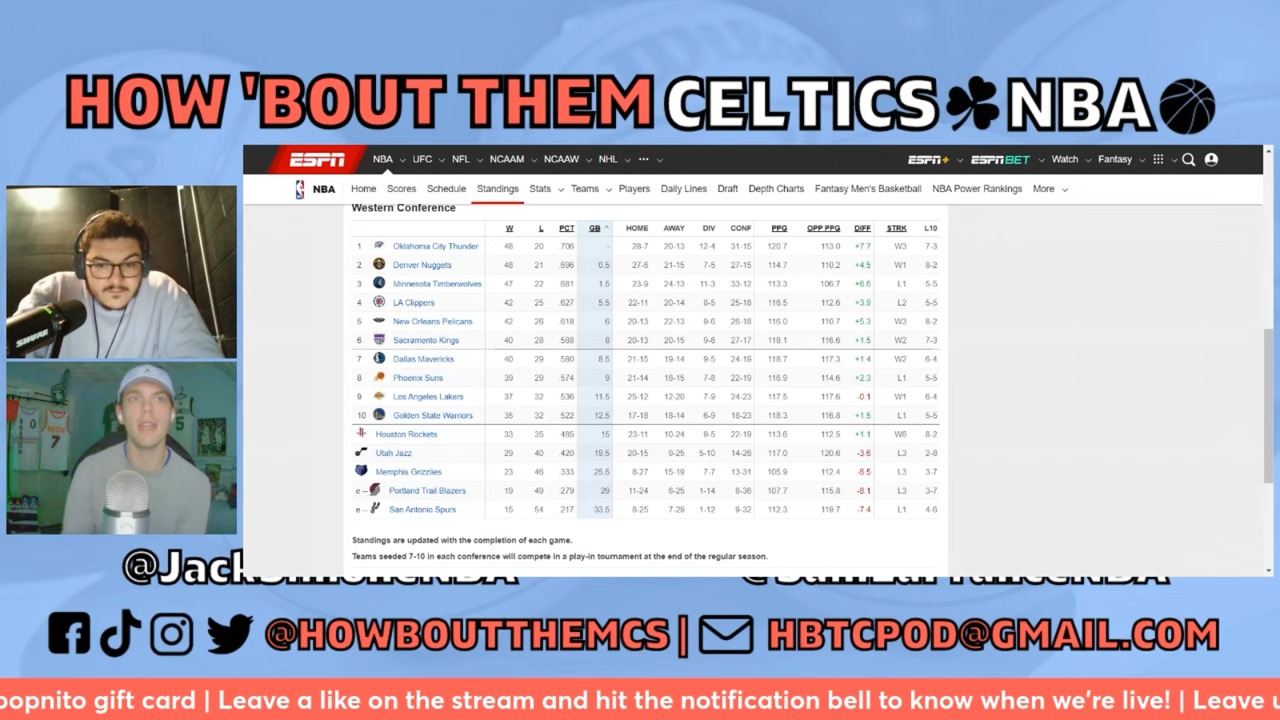 HOW 'BOUT THEM CELTICS NBA
ESPN NBA UFC NFL NCAAM NCAAW NHL ••• ESPN+ ESPN BET Watch Fantasy
NBA Home Scores Schedule Standings Stats Teams Players Daily Lines Draft Depth Charts Fantasy Men's Basketball NBA Power Rankings More
Western Conference
W L PCT GB HOME AWAY DIV CONF PPG OPP PPG DIFF STRK L10
1 Oklahoma City Thunder 48 20 .706 - 28-7 20-13 12-4 31-15 120.7 113.0 +7.7 W3 7-3
2 Denver Nuggets 48 21 .696 0.5 27-6 21-15 7-5 27-15 114.7 110.2 +4.5 W1 8-2
3 Minnesota Timberwolves 47 22 .681 1.5 23-9 24-13 11-3 33-12 113.3 106.7 +6.6 L1 5-5
4 LA Clippers 42 25 .627 5.5 22-11 20-14 8-5 25-18 116.5 112.6 +3.9 L2 5-5
5 New Orleans Pelicans 42 26 .618 6 20-13 22-13 9-6 26-18 116.0 110.7 +5.3 W3 8-2
6 Sacramento Kings 40 28 .588 8 20-13 20-15 9-6 27-17 118.1 116.6 +1.5 W2 7-3
7 Dallas Mavericks 40 29 .580 8.5 21-15 19-14 9-5 24-19 118.7 117.3 +1.4 W2 6-4
8 Phoenix Suns 39 29 .574 9 21-14 18-15 7-8 22-19 116.9 114.6 +2.3 L1 5-5
9 Los Angeles Lakers 37 32 .536 11.5 25-12 12-20 7-9 24-23 117.5 117.6 -0.1 W1 6-4
10 Golden State Warriors 35 32 .522 12.5 17-18 18-14 6-9 18-23 118.3 116.8 +1.5 L1 5-5
Houston Rockets 33 35 .485 15 23-11 10-24 9-5 22-19 113.6 112.5 +1.1 W6 8-2
Utah Jazz 29 40 .420 19.5 20-15 9-25 5-10 14-26 117.0 120.6 -3.6 L3 2-8
Memphis Grizzlies 23 46 .333 25.5 8-27 15-19 7-7 13-31 105.9 112.4 -6.5 L3 3-7
e -- Portland Trail Blazers 19 49 .279 29 11-24 8-25 1-14 8-36 107.7 115.8 -8.1 L3 3-7
e -- San Antonio Spurs 15 54 .217 33.5 8-25 7-29 1-12 9-32 112.3 119.7 -7.4 L1 4-6
Standings are updated with the completion of each game.
Teams seeded 7-10 in each conference will compete in a play-in tournament at the end of the regular season.
SHURE
@HOWBOUTTHEMCS | HBTCPOD@GMAIL.COM
popnito gift card | Leave a like on the stream and hit the notification bell to know when we're live! | Leave